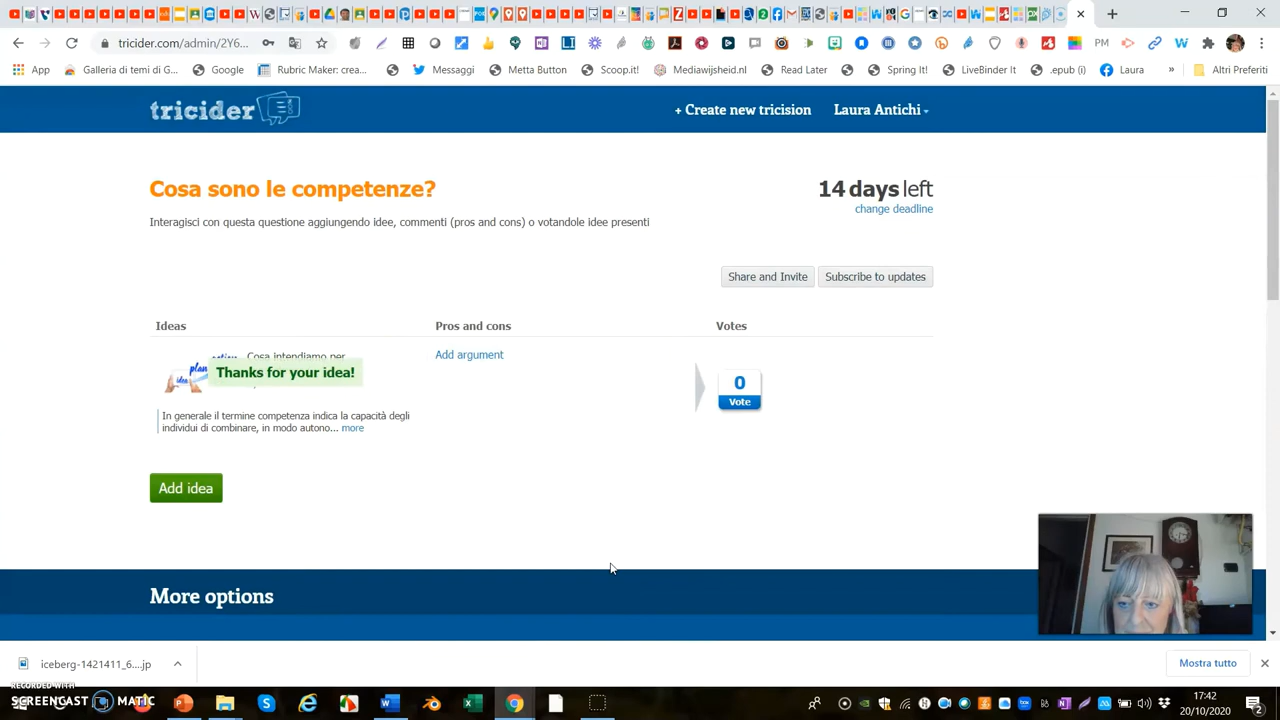 tricider.com/admin/2Y6...
PM
App
Galleria di temi di G...
Google
Rubric Maker: crea...
Messaggi
Metta Button
Scoop.it!
Mediawijsheid.nl
Read Later
Spring It!
LiveBinder It
.epub (i)
Laura
»
Altri Preferiti
tricider
+ Create new tricision
Laura Antichi
Cosa sono le competenze?
14 days left
change deadline
Interagisci con questa questione aggiungendo idee, commenti (pros and cons) o votandole idee presenti
Share and Invite
Subscribe to updates
Ideas
Pros and cons
Votes
Cosa intendiamo per
Add argument
Thanks for your idea!
0
Vote
In generale il termine competenza indica la capacità degli
individui di combinare, in modo autono... more
Add idea
More options
iceberg-1421411_6....jp
Mostra tutto
RECORDED WITH
SCREENCAST MATIC
17:42
20/10/2020
2